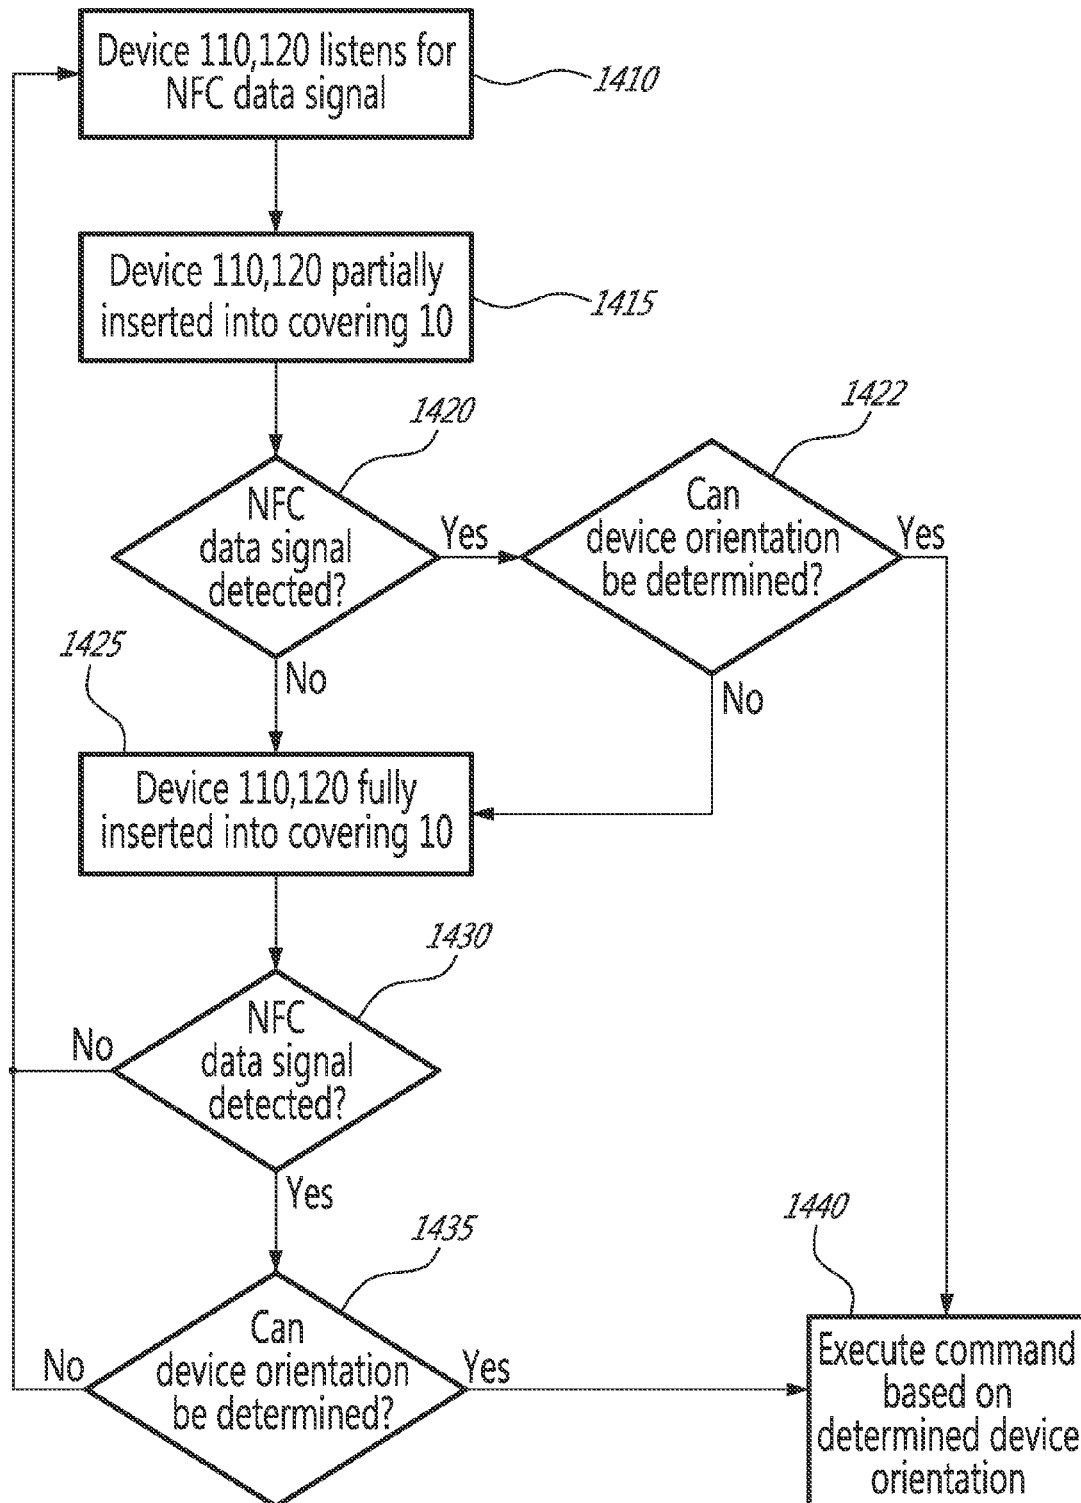 Device 110,120 listens for
NFC data signal
1410
Device 110,120 partially
inserted into covering 10
1415
1420
1422
NFC
data signal
detected?
Yes
Can
device orientation
be determined?
Yes
1425
No
No
Device 110,120 fully
inserted into covering 10
1430
NFC
data signal
detected?
No
Yes
1435
1440
Can
device orientation
be determined?
No
Yes
Execute command
based on
determined device
orientation